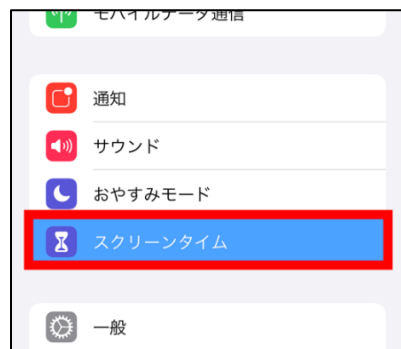 モバイルデータ通信
通知
サウンド
おやすみモード
スクリーンタイム
一般